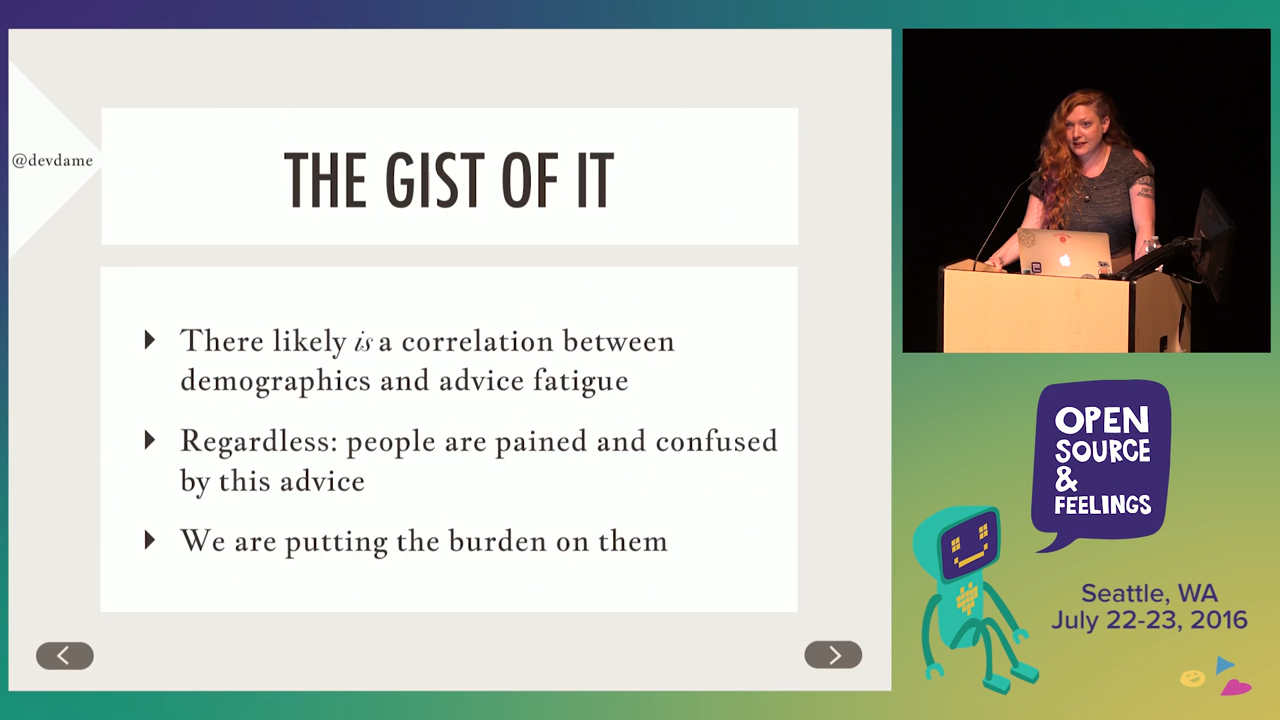 @devdame
THE GIST OF IT
There likely is a correlation between
demographics and advice fatigue
Regardless: people are pained and confused
by this advice
We are putting the burden on them
OPEN
SOURCE
&
FEELINGS
Seattle, WA
July 22-23, 2016